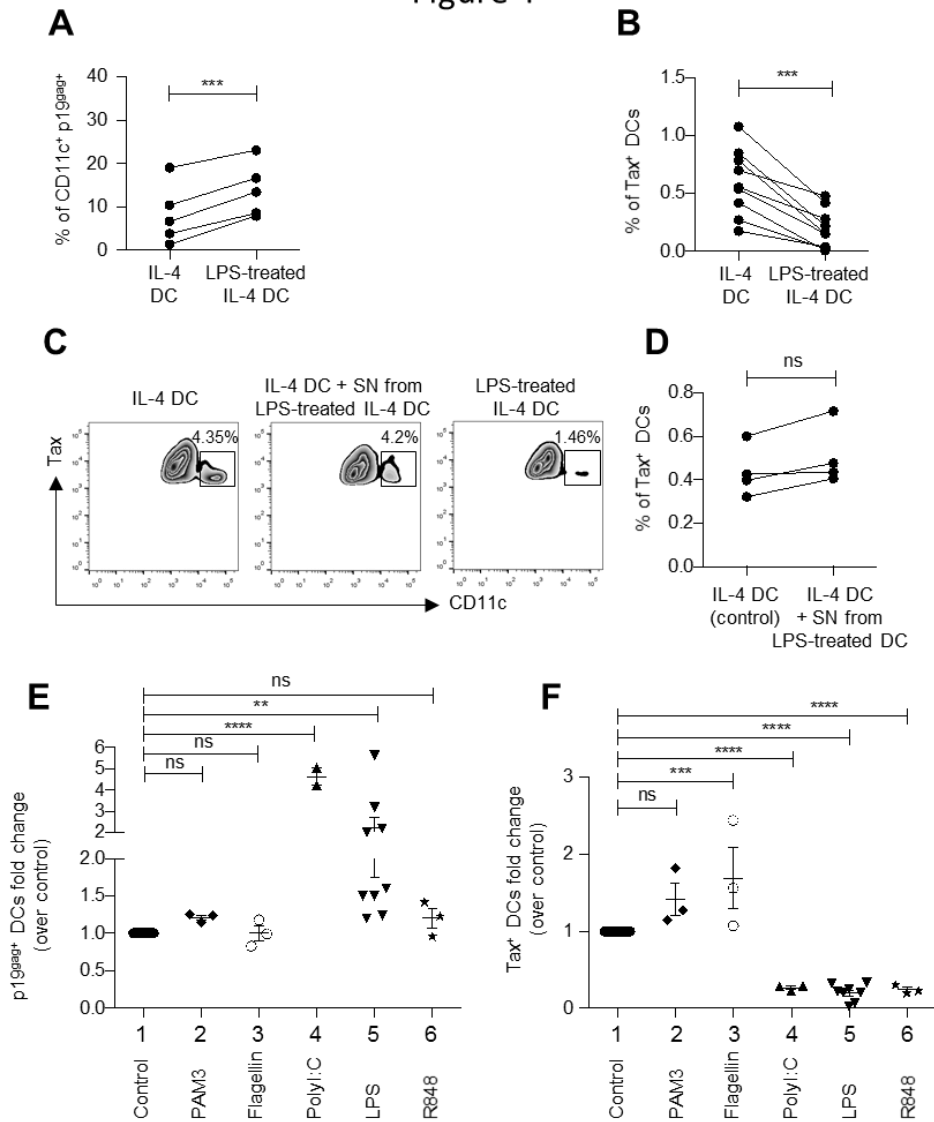 A
% of CD11c+ p19gag+
40
30
20
10
0
***
IL-4
DC
LPS-treated
IL-4 DC
B
% of Tax+ DCs
1.5
1.0
0.5
0.0
***
IL-4
DC
LPS-treated
IL-4 DC
C
IL-4 DC
IL-4 DC + SN from
LPS-treated IL-4 DC
LPS-treated
IL-4 DC
4.35%
4.2%
1.46%
Tax
CD11c
D
% of Tax+ DCs
0.8
0.6
0.4
0.2
0.0
ns
IL-4 DC
(control)
IL-4 DC
+ SN from
LPS-treated DC
E
p19gag+ DCs fold change
(over control)
ns
**
****
ns
ns
6
5
4
3
2
2.0
1.5
1.0
0.5
0.0
1 2 3 4 5 6
Control
PAM3
Flagellin
PolyI:C
LPS
R848
F
Tax+ DCs fold change
(over control)
****
****
****
***
ns
3
2
1
0
1 2 3 4 5 6
Control
PAM3
Flagellin
PolyI:C
LPS
R848